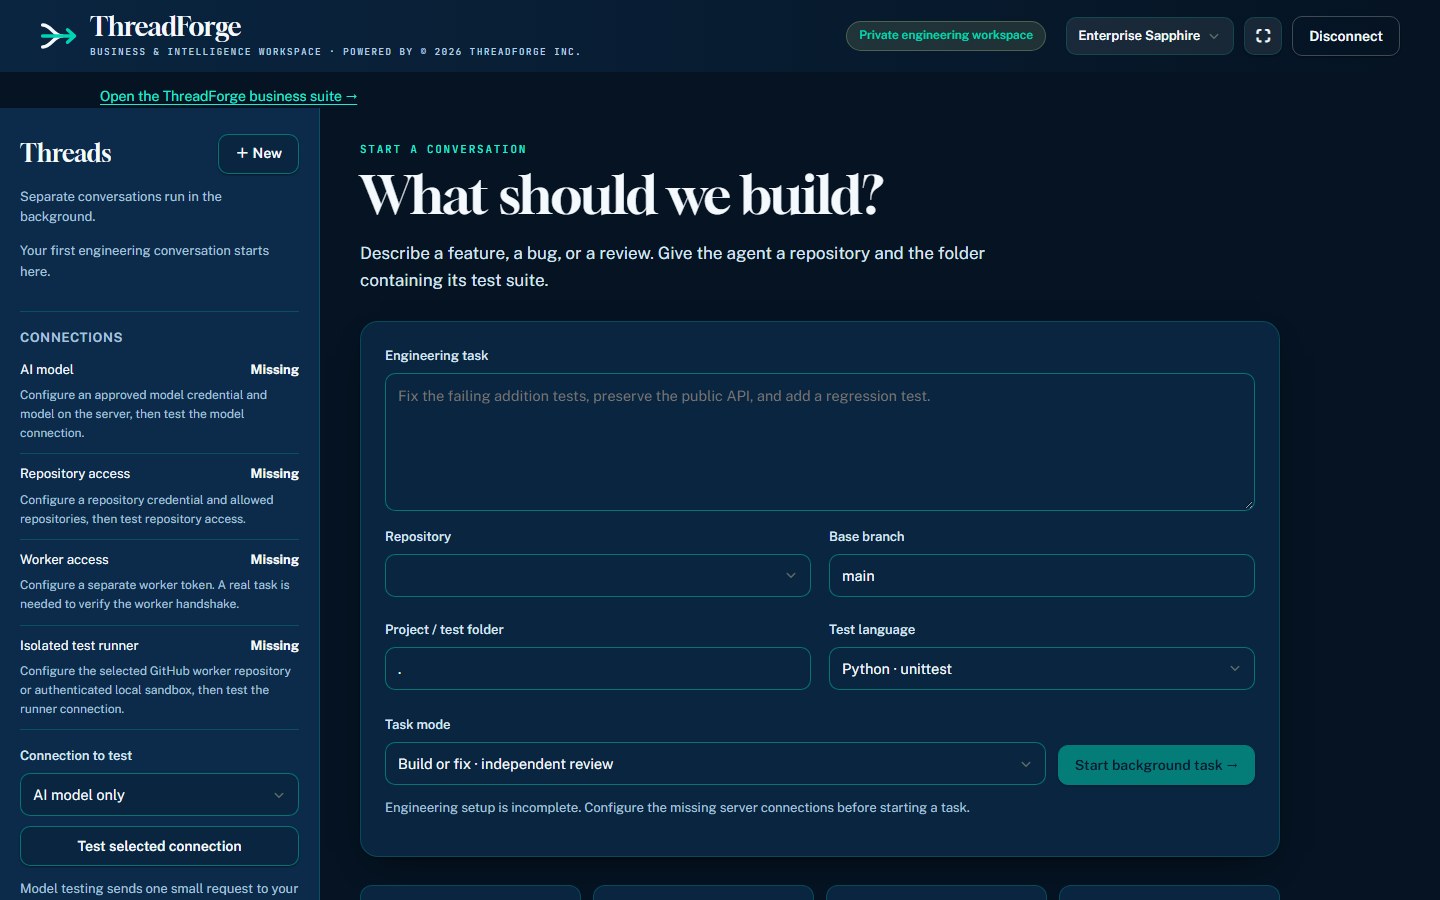 ThreadForge
BUSINESS & INTELLIGENCE WORKSPACE · POWERED BY © 2026 THREADFORGE INC.
Private engineering workspace
Enterprise Sapphire
Disconnect
Open the ThreadForge business suite →
Threads
+ New
Separate conversations run in the
background.
Your first engineering conversation starts
here.
CONNECTIONS
AI model
Missing
Configure an approved model credential and
model on the server, then test the model
connection.
Repository access
Missing
Configure a repository credential and allowed
repositories, then test repository access.
Worker access
Missing
Configure a separate worker token. A real task is
needed to verify the worker handshake.
Isolated test runner
Missing
Configure the selected GitHub worker repository
or authenticated local sandbox, then test the
runner connection.
Connection to test
AI model only
Test selected connection
Model testing sends one small request to your
START A CONVERSATION
What should we build?
Describe a feature, a bug, or a review. Give the agent a repository and the folder
containing its test suite.
Engineering task
Fix the failing addition tests, preserve the public API, and add a regression test.
Repository
Base branch
main
Project / test folder
.
Test language
Python · unittest
Task mode
Build or fix · independent review
Start background task →
Engineering setup is incomplete. Configure the missing server connections before starting a task.